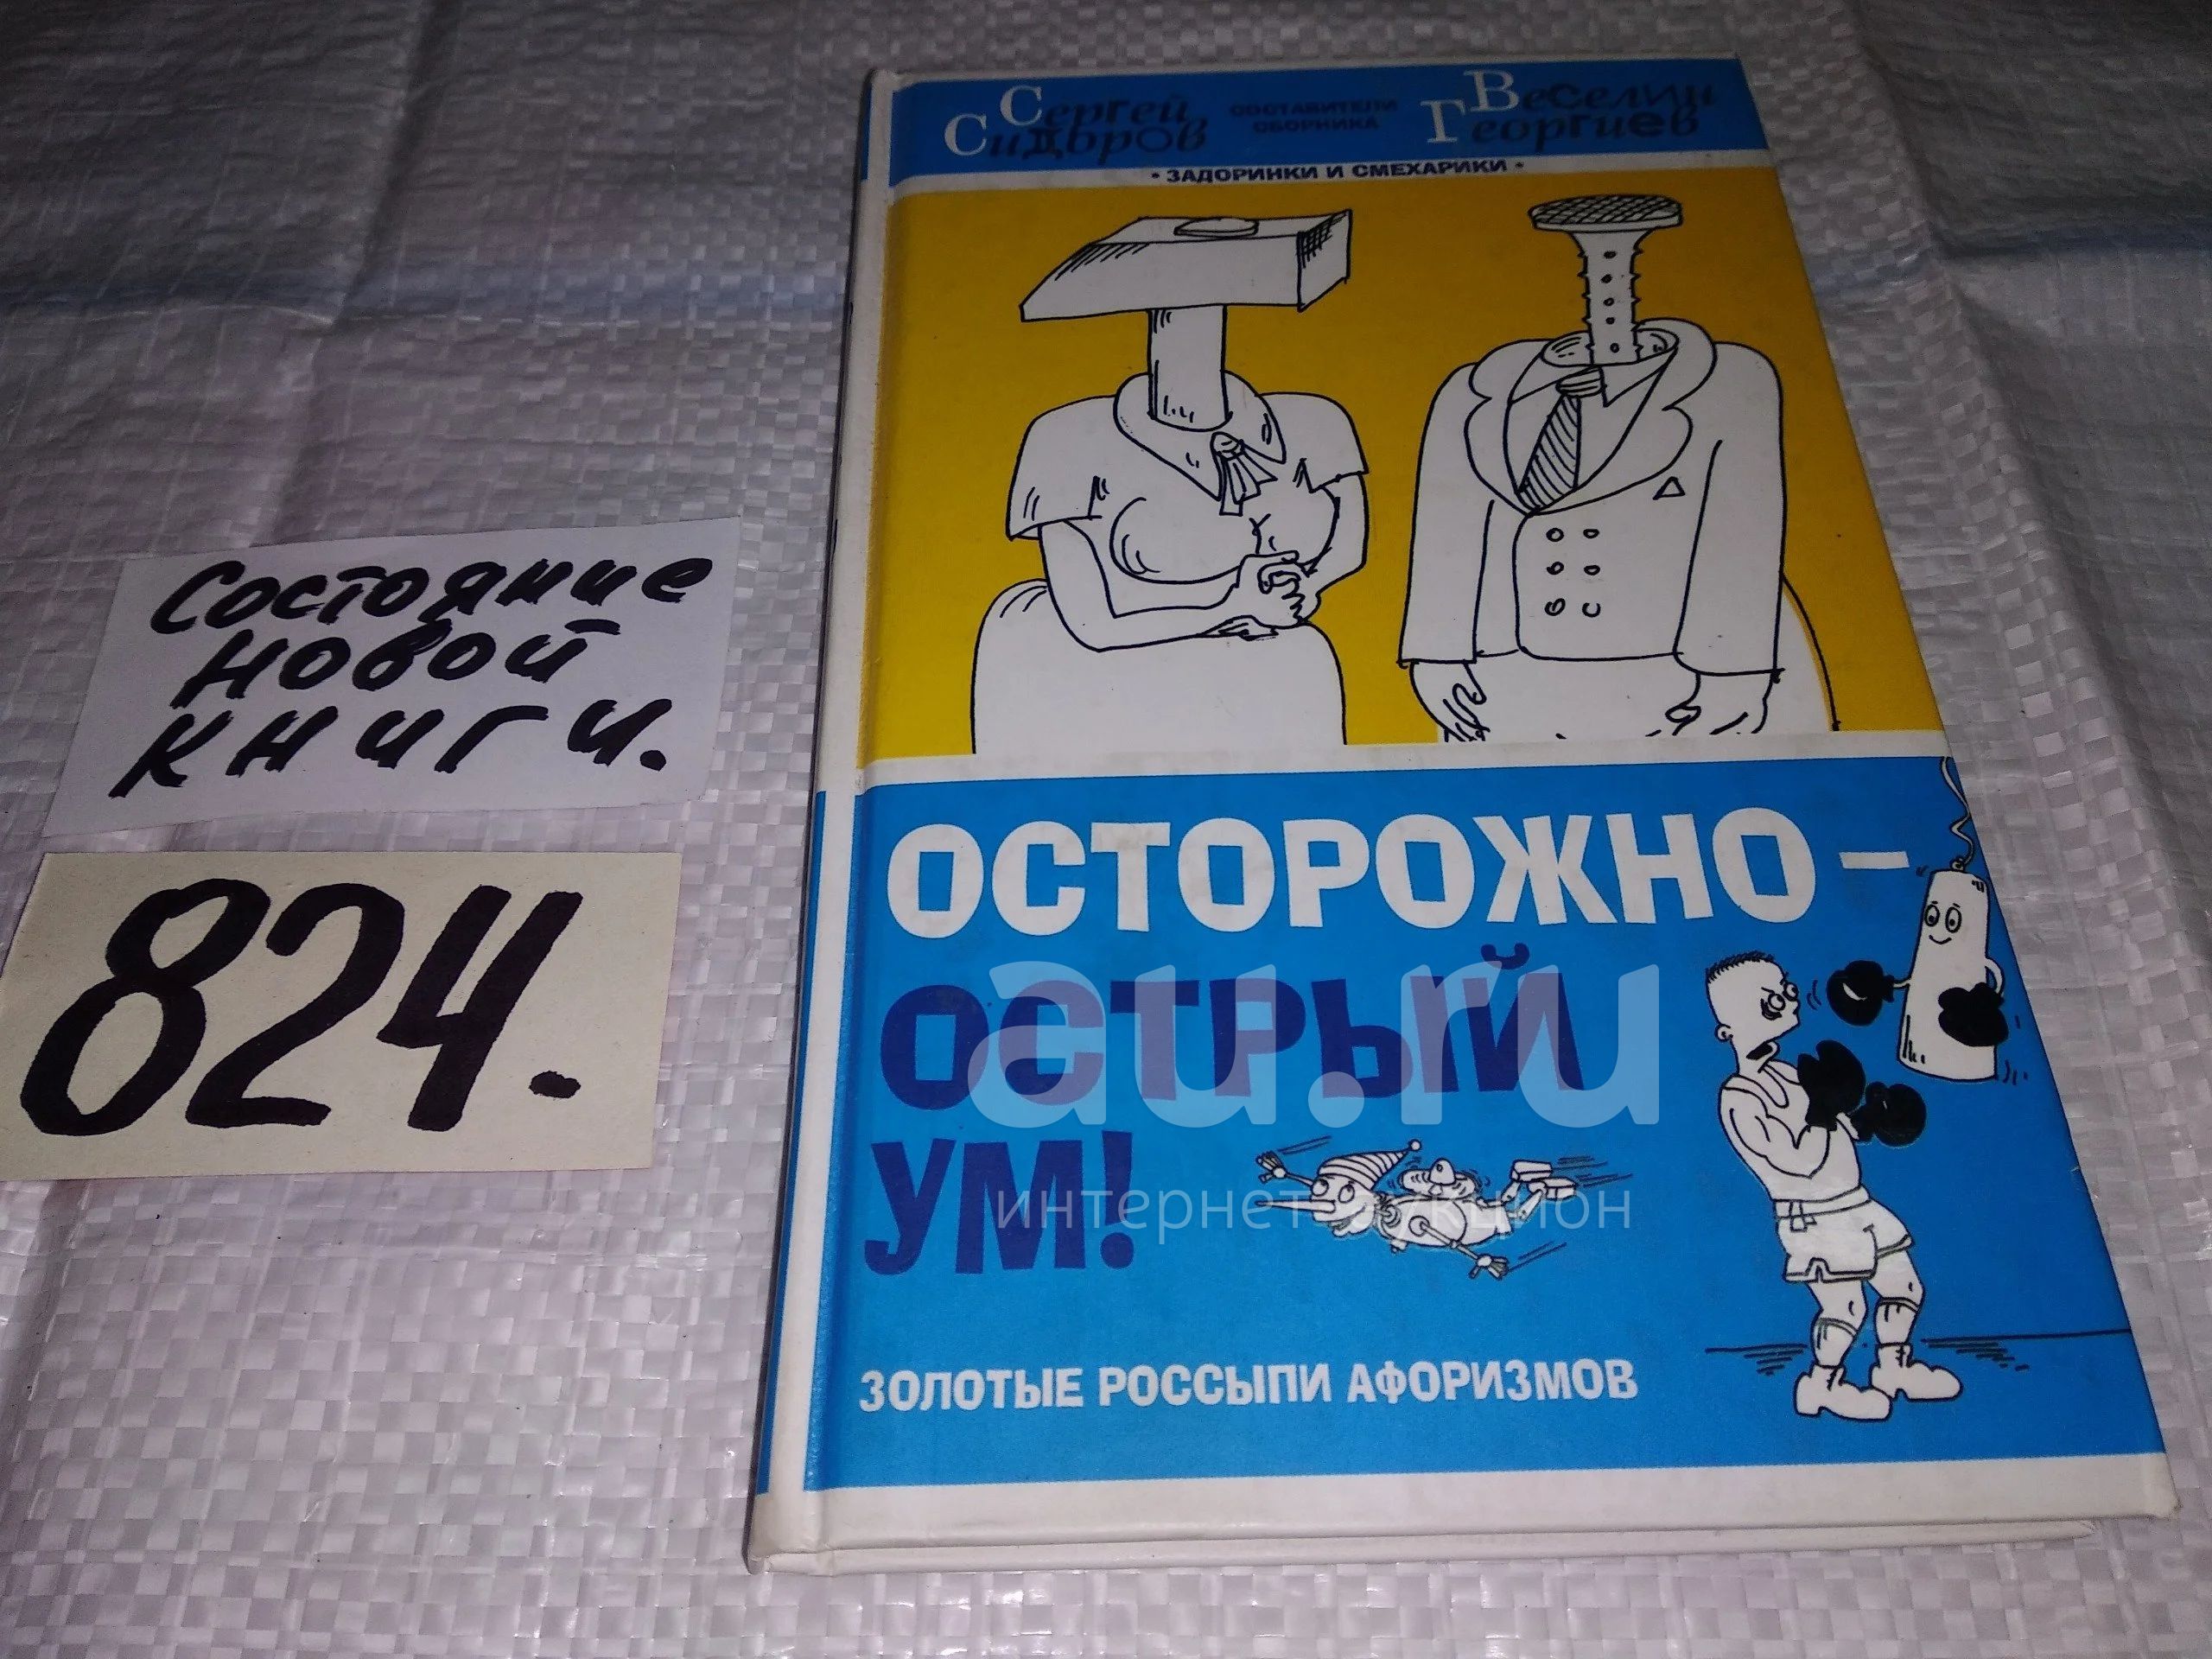 Сергей
Сидоров
СОСТАВИТЕЛИ
СБОРНИКА
Веселин
Георгиев
• ЗАДОРИНКИ И СМЕХАРИКИ •
ОСТОРОЖНО –
ОСТРЫЙ
УМ!
ЗОЛОТЫЕ РОССЫПИ АФОРИЗМОВ
Состояние
новой
книги.
824.
au.ru
интернет аукцион